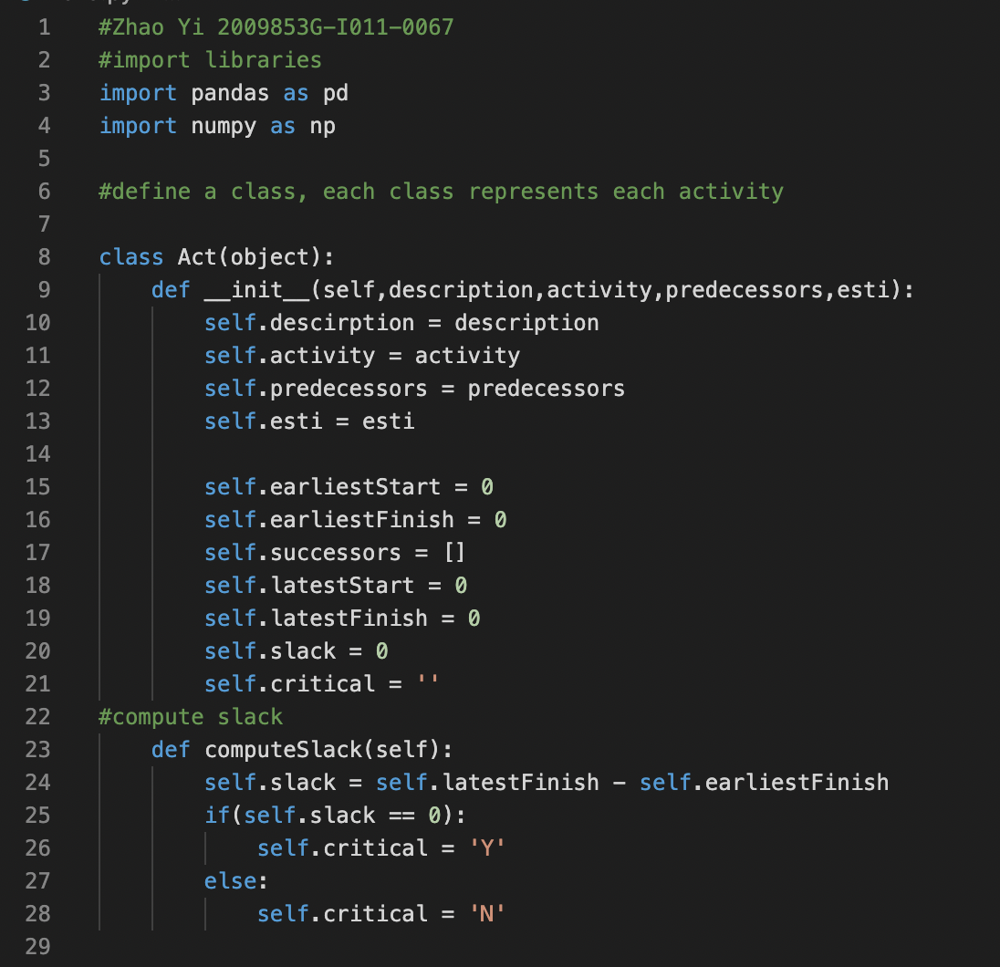 1 #Zhao Yi 2009853G-I011-0067
2 #import libraries
3 import pandas as pd
4 import numpy as np
5
6 #define a class, each class represents each activity
7
8 class Act(object):
9     def __init__(self,description,activity,predecessors,esti):
10         self.descirption = description
11         self.activity = activity
12         self.predecessors = predecessors
13         self.esti = esti
14
15         self.earliestStart = 0
16         self.earliestFinish = 0
17         self.successors = []
18         self.latestStart = 0
19         self.latestFinish = 0
20         self.slack = 0
21         self.critical = ''
22 #compute slack
23     def computeSlack(self):
24         self.slack = self.latestFinish - self.earliestFinish
25         if(self.slack == 0):
26             self.critical = 'Y'
27         else:
28             self.critical = 'N'
29